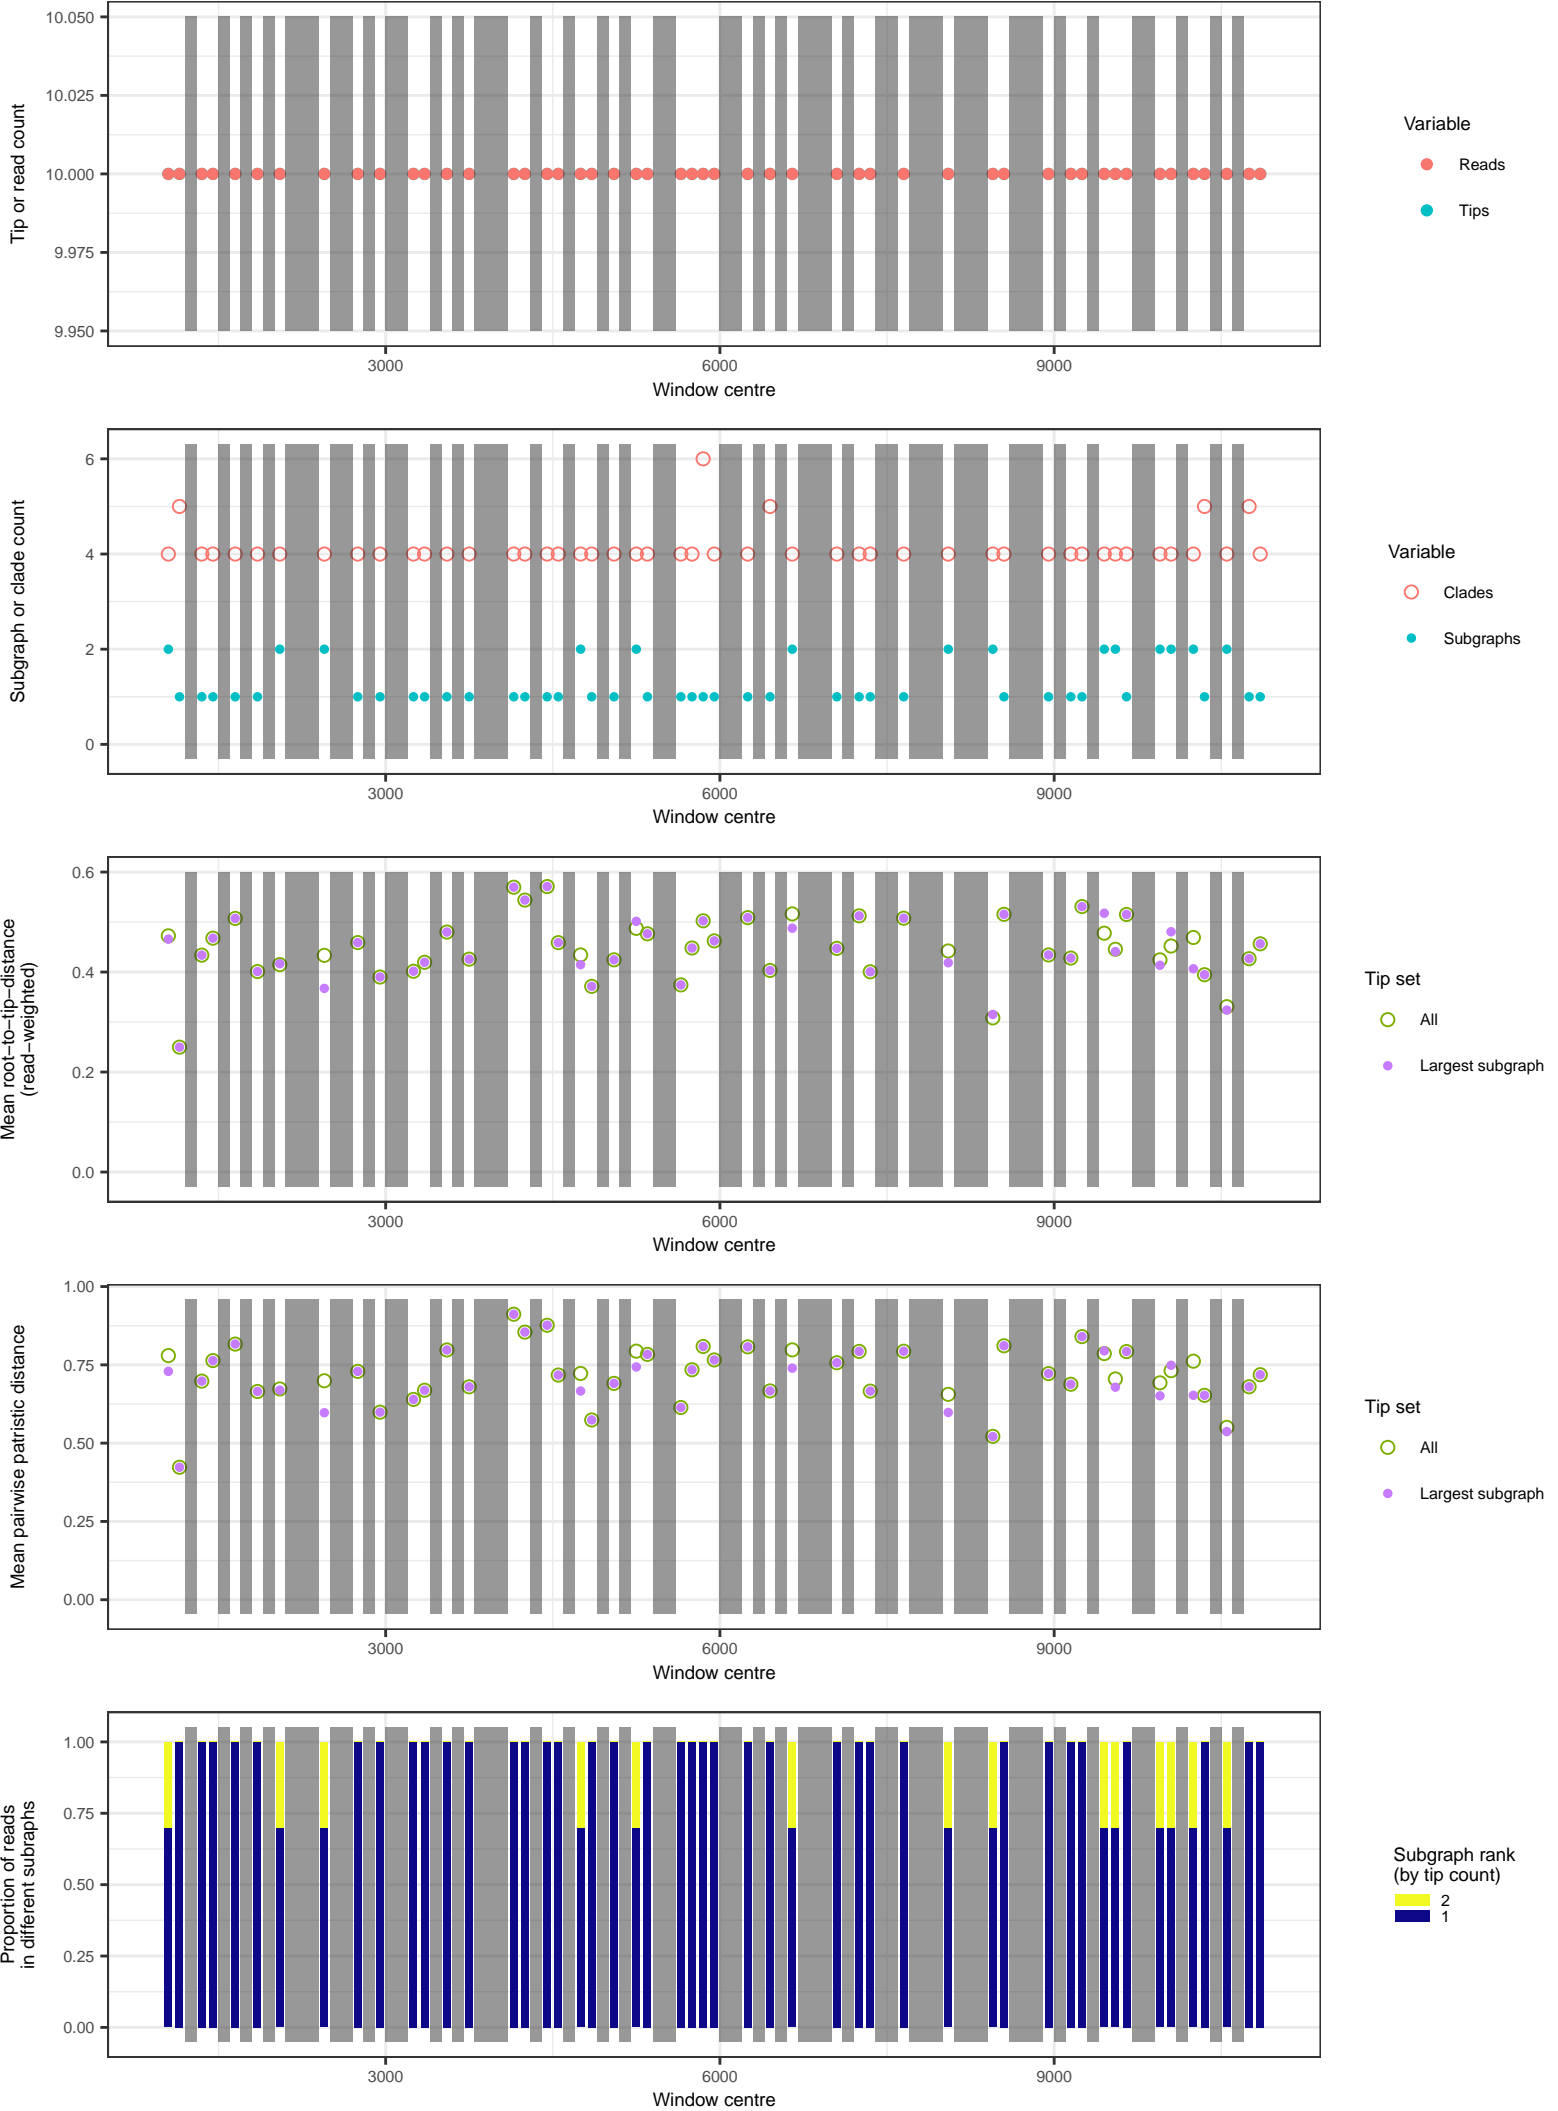 10.050
10.025
10.000
9.975
9.950
Tip or read count
3000
6000
9000
Window centre
Variable
Reads
Tips
6
4
2
0
Subgraph or clade count
3000
6000
9000
Window centre
Variable
Clades
Subgraphs
0.6
0.4
0.2
0.0
Mean root−to−tip−distance
(read−weighted)
3000
6000
9000
Window centre
Tip set
All
Largest subgraph
1.00
0.75
0.50
0.25
0.00
Mean pairwise patristic distance
3000
6000
9000
Window centre
Tip set
All
Largest subgraph
1.00
0.75
0.50
0.25
0.00
Proportion of reads
in different subraphs
3000
6000
9000
Window centre
Subgraph rank
(by tip count)
2
1